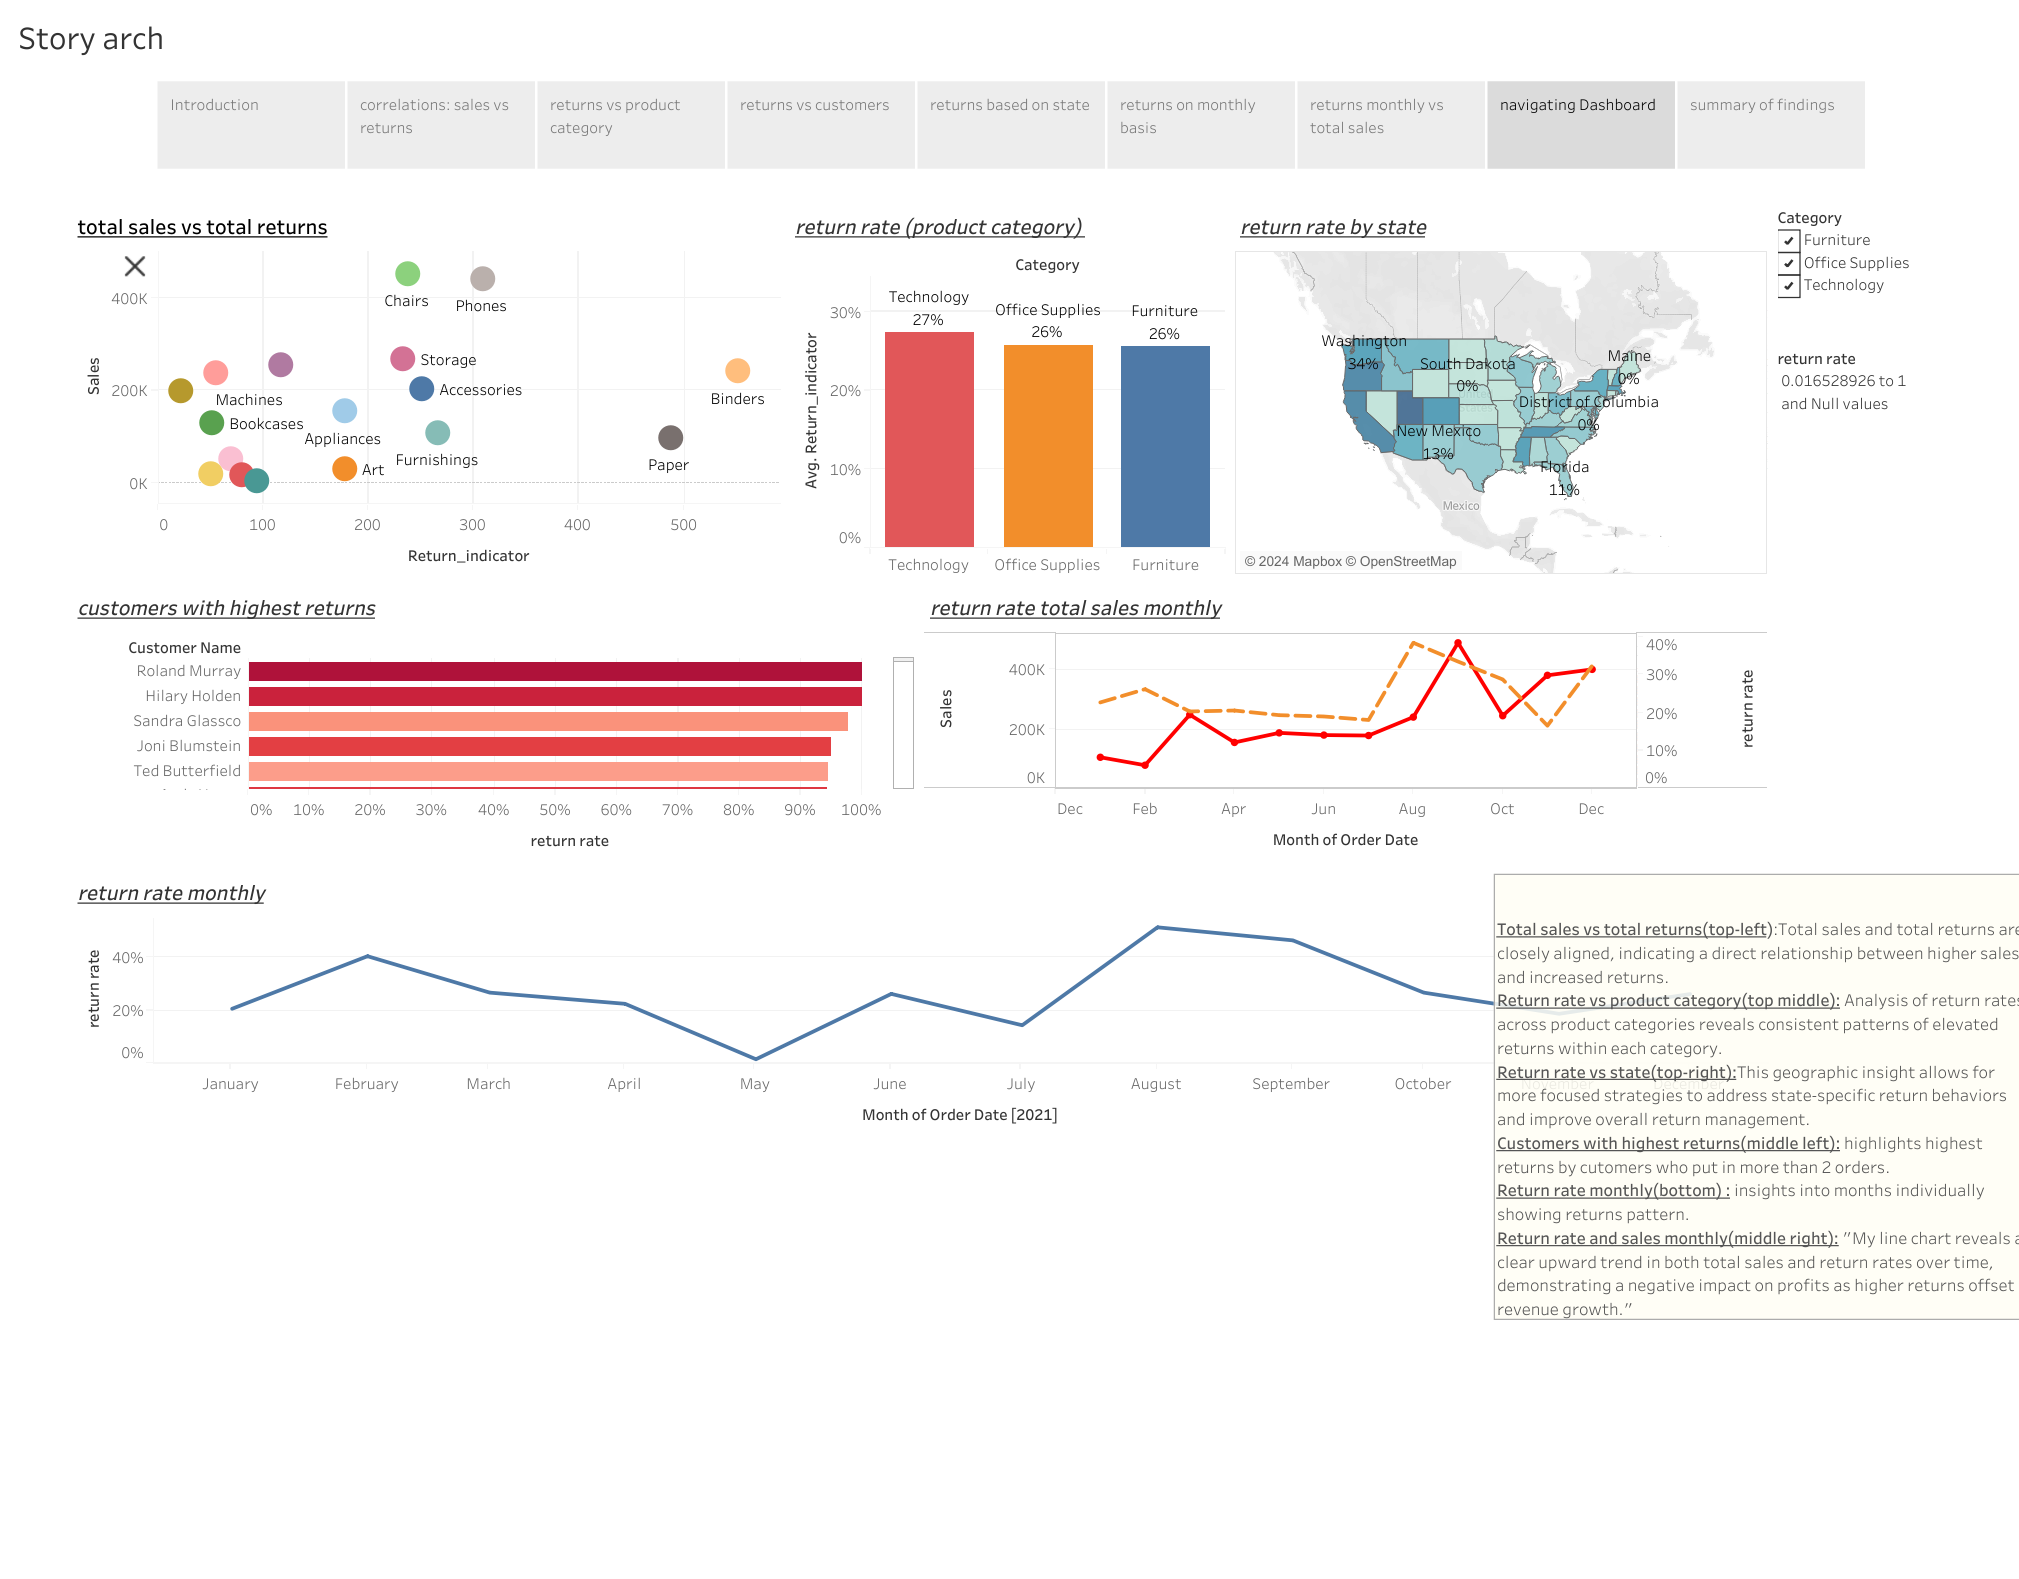 Story arch
Introduction
correlations: sales vs
returns
returns vs product
category
returns vs customers
returns based on state
returns on monthly
basis
returns monthly vs
total sales
navigating Dashboard
summary of findings
total sales vs total returns
400K
200K
0K
Sales
Chairs
Phones
Storage
Machines
Accessories
Binders
Bookcases
Appliances
Furnishings
Paper
Art
0
100
200
300
400
500
Return_indicator
return rate (product category)
Category
Avg. Return_indicator
30%
20%
10%
0%
Technology
27%
Office Supplies
26%
Furniture
26%
Technology
Office Supplies
Furniture
return rate by state
Washington
34%
South Dakota
0%
Maine
0%
District of Columbia
0%
New Mexico
13%
Florida
11%
Mexico
© 2024 Mapbox © OpenStreetMap
Category
Furniture
Office Supplies
Technology
return rate
0.016528926 to 1
and Null values
customers with highest returns
Customer Name
Roland Murray
Hilary Holden
Sandra Glassco
Joni Blumstein
Ted Butterfield
0%
10%
20%
30%
40%
50%
60%
70%
80%
90%
100%
return rate
return rate total sales monthly
Sales
400K
200K
0K
40%
30%
20%
10%
0%
return rate
Dec
Feb
Apr
Jun
Aug
Oct
Dec
Month of Order Date
return rate monthly
return rate
40%
20%
0%
January
February
March
April
May
June
July
August
September
October
November
December
Month of Order Date [2021]
Total sales vs total returns(top-left):Total sales and total returns are
closely aligned, indicating a direct relationship between higher sales
and increased returns.
Return rate vs product category(top middle): Analysis of return rates
across product categories reveals consistent patterns of elevated
returns within each category.
Return rate vs state(top-right):This geographic insight allows for
more focused strategies to address state-specific return behaviors
and improve overall return management.
Customers with highest returns(middle left): highlights highest
returns by cutomers who put in more than 2 orders.
Return rate monthly(bottom) : insights into months individually
showing returns pattern.
Return rate and sales monthly(middle right): "My line chart reveals a
clear upward trend in both total sales and return rates over time,
demonstrating a negative impact on profits as higher returns offset
revenue growth."